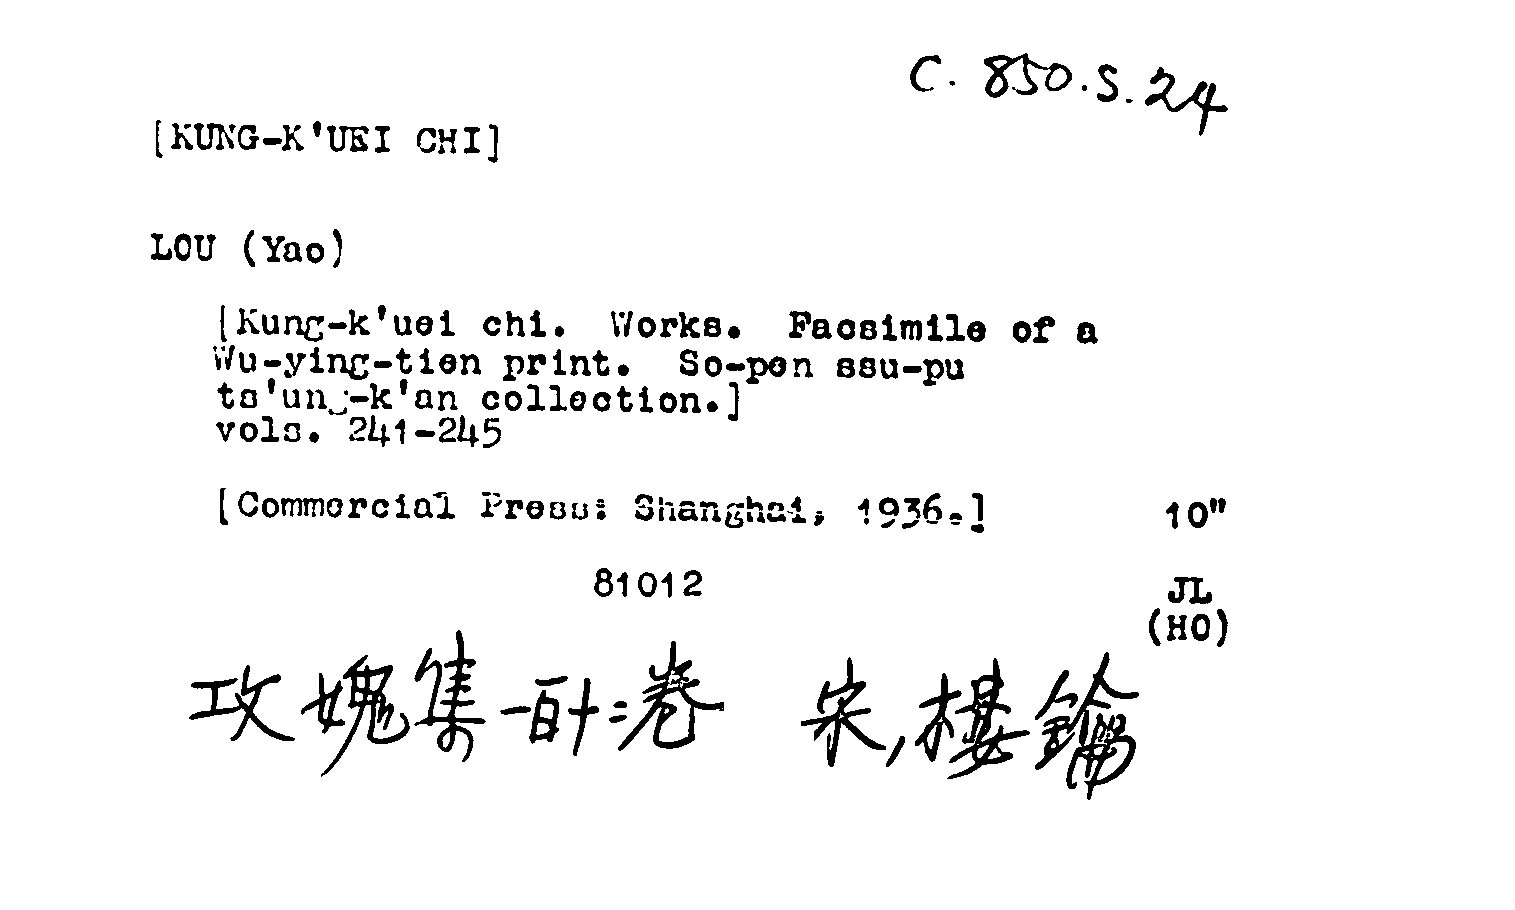 C. 850.S.24
[KUNG-K'UEI CHI]
LOU (Yao)
[Kung-k'uei chi. Works. Facsimile of a
Wu-ying-tien print. So-pen ssu-pu
ts'ung-k'an collection.]
vols. 241-245
[Commercial Press: Shanghai, 1936.] 10"
81012 JL
(HO)
攻媿集一百十二卷 宋,樓鑰